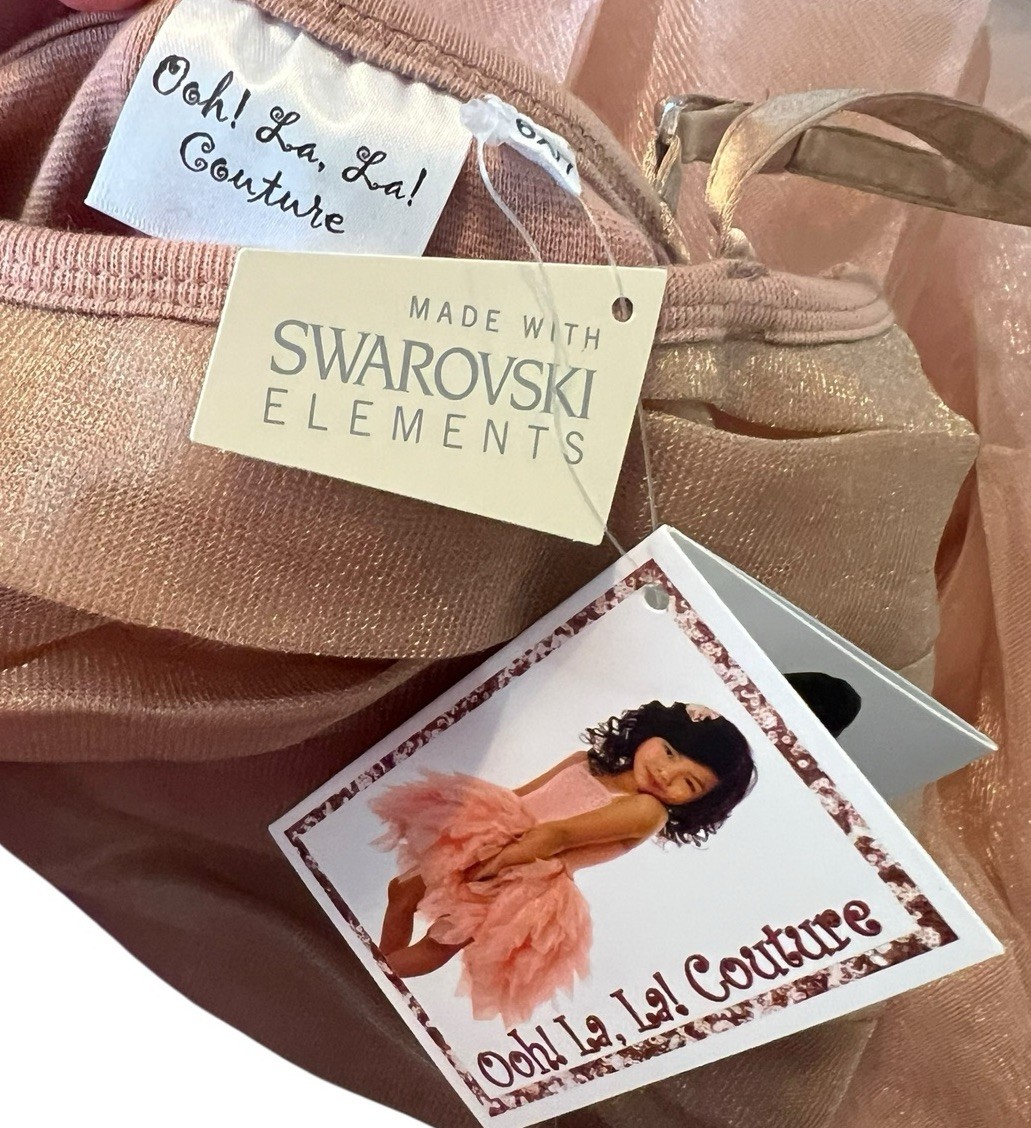 Ooh! La, La!
Couture
MADE WITH
SWAROVSKI
ELEMENTS
Ooh! La, La! Couture